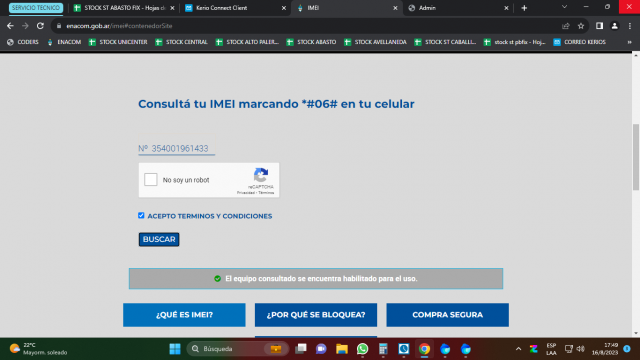 SERVICIO TECNICO
STOCK ST ABASTO FIX - Hojas d
Kerio Connect Client
IMEI
Admin
enacom.gob.ar/imei#contenedorSite
CODERS
ENACOM
STOCK UNICENTER
STOCK CENTRAL
STOCK ALTO PALER...
STOCK ABASTO
STOCK AVELLANEDA
STOCK ST CABALLI...
stock st pbfix - Hoj...
CORREO KERIOS
Consultá tu IMEI marcando *#06# en tu celular
Nº 354001961433
No soy un robot
reCAPTCHA
Privacidad - Términos
ACEPTO TERMINOS Y CONDICIONES
BUSCAR
El equipo consultado se encuentra habilitado para el uso.
¿QUÉ ES IMEI?
¿POR QUÉ SE BLOQUEA?
COMPRA SEGURA
22°C
Mayorm. soleado
Búsqueda
ESP
LAA
17:49
16/8/2023